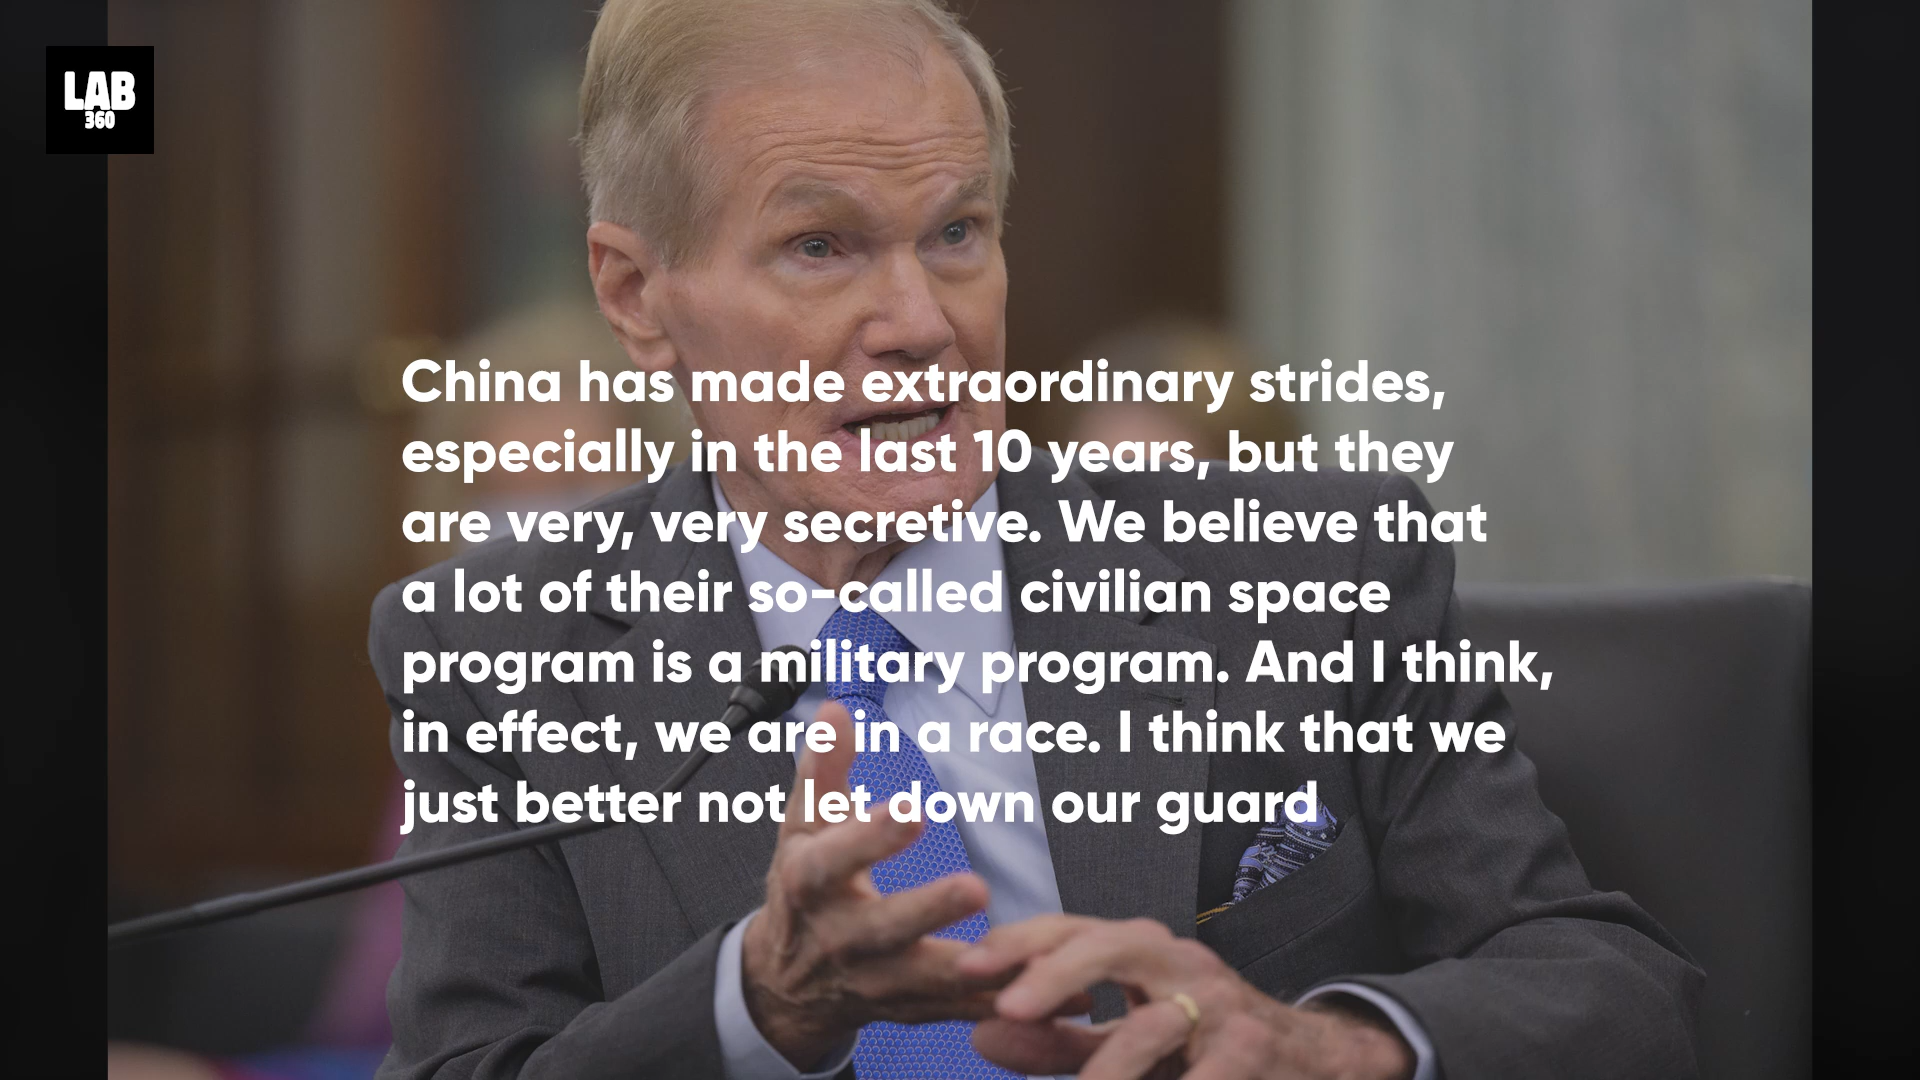 LAB
360
China has made extraordinary strides,
especially in the last 10 years, but they
are very, very secretive. We believe that
a lot of their so-called civilian space
program is a military program. And I think,
in effect, we are in a race. I think that we
just better not let down our guard